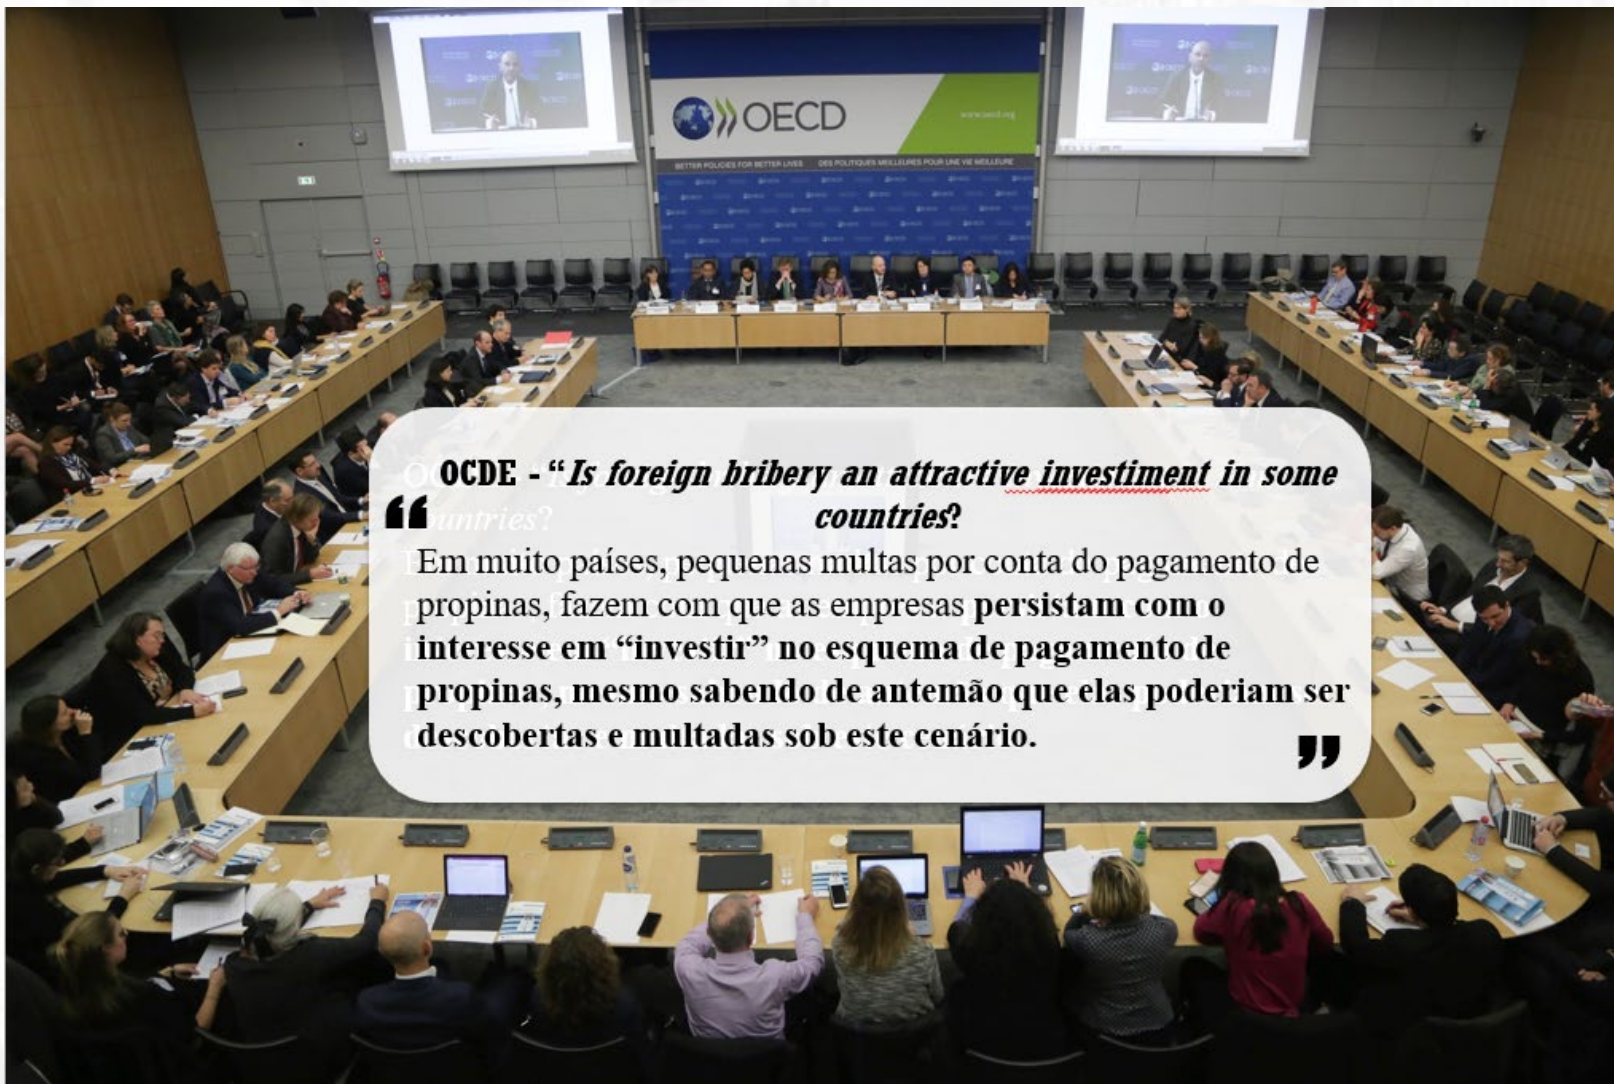 OECD
www.oecd.org
BETTER POLICIES FOR BETTER LIVES DES POLITIQUES MEILLEURES POUR UNE VIE MEILLEURE
OCDE - “Is foreign bribery an attractive investiment in some
countries?
Em muito países, pequenas multas por conta do pagamento de
propinas, fazem com que as empresas persistam com o
interesse em “investir” no esquema de pagamento de
propinas, mesmo sabendo de antemão que elas poderiam ser
descobertas e multadas sob este cenário.